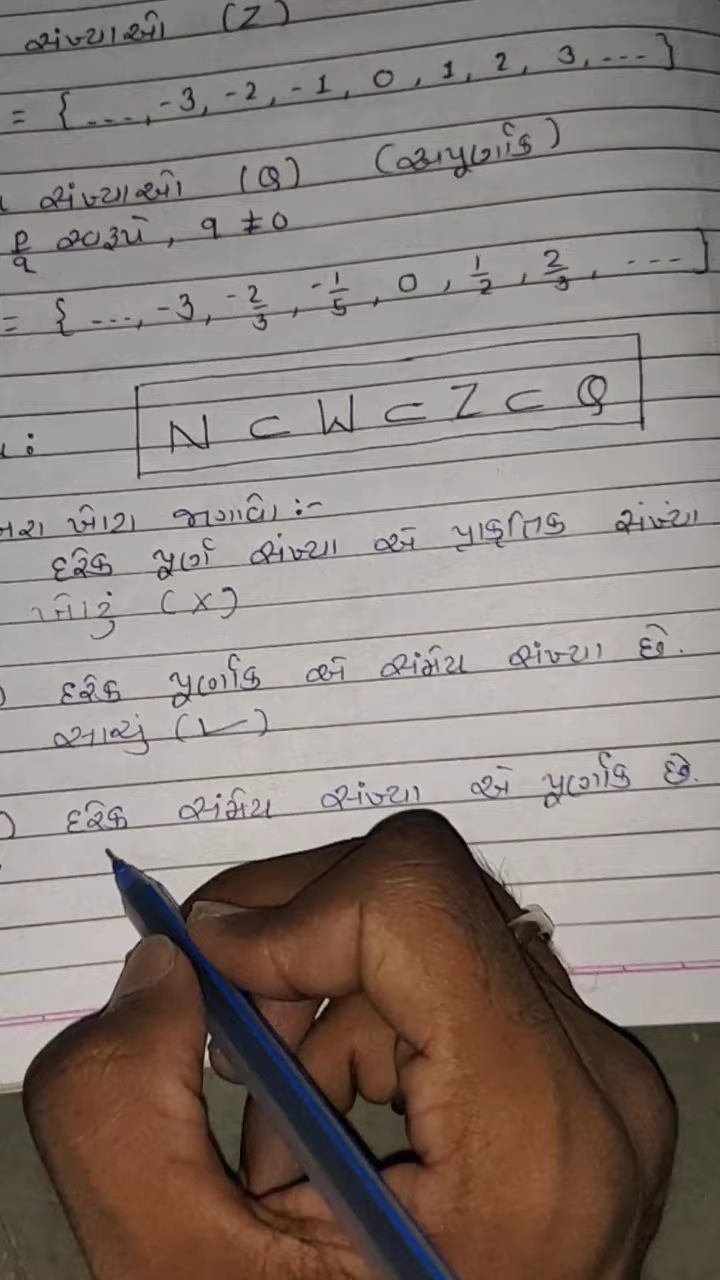 સંખ્યાઓ (Z)
= {..., -3, -2, -1, 0, 1, 2, 3, ...}
સંખ્યાઓ (Q) (અપૂર્ણાંક)
p/q સ્વરૂપે, q ≠ 0
= {..., -3, -2/3, -1/5, 0, 1/2, 2/3, ...}
N ⊂ W ⊂ Z ⊂ Q
ખોટા જણાવો :-
દરેક પૂર્ણ સંખ્યા એ પ્રાકૃતિક સંખ્યા
ખોટું (X)
દરેક પૂર્ણાંક એ સંમેય સંખ્યા છે.
સાચું (✓)
દરેક સંમેય સંખ્યા એ પૂર્ણાંક છે.